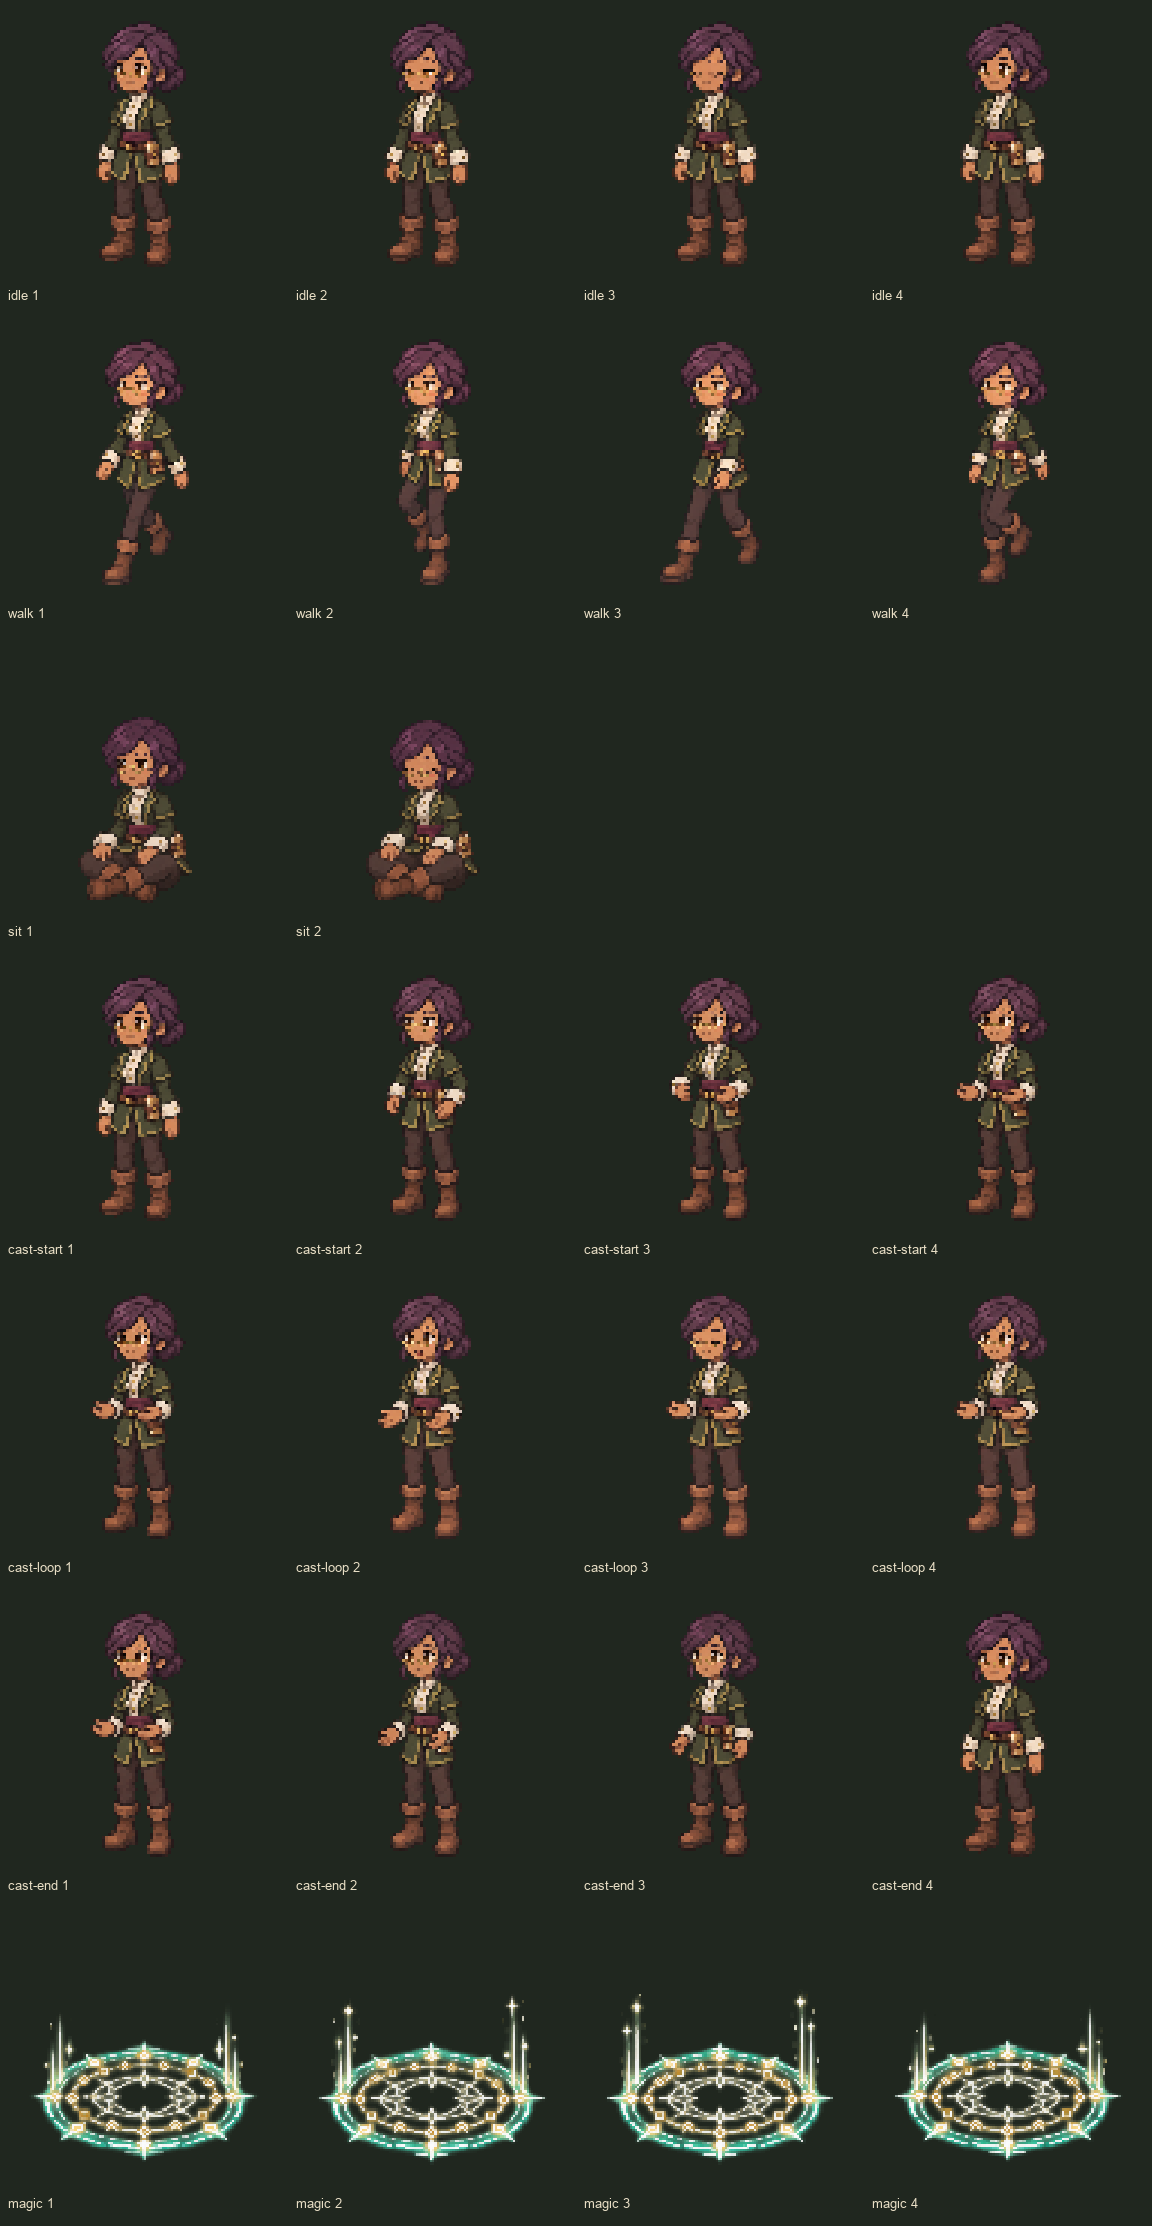 idle 1
idle 2
idle 3
idle 4
walk 1
walk 2
walk 3
walk 4
sit 1
sit 2
cast-start 1
cast-start 2
cast-start 3
cast-start 4
cast-loop 1
cast-loop 2
cast-loop 3
cast-loop 4
cast-end 1
cast-end 2
cast-end 3
cast-end 4
magic 1
magic 2
magic 3
magic 4